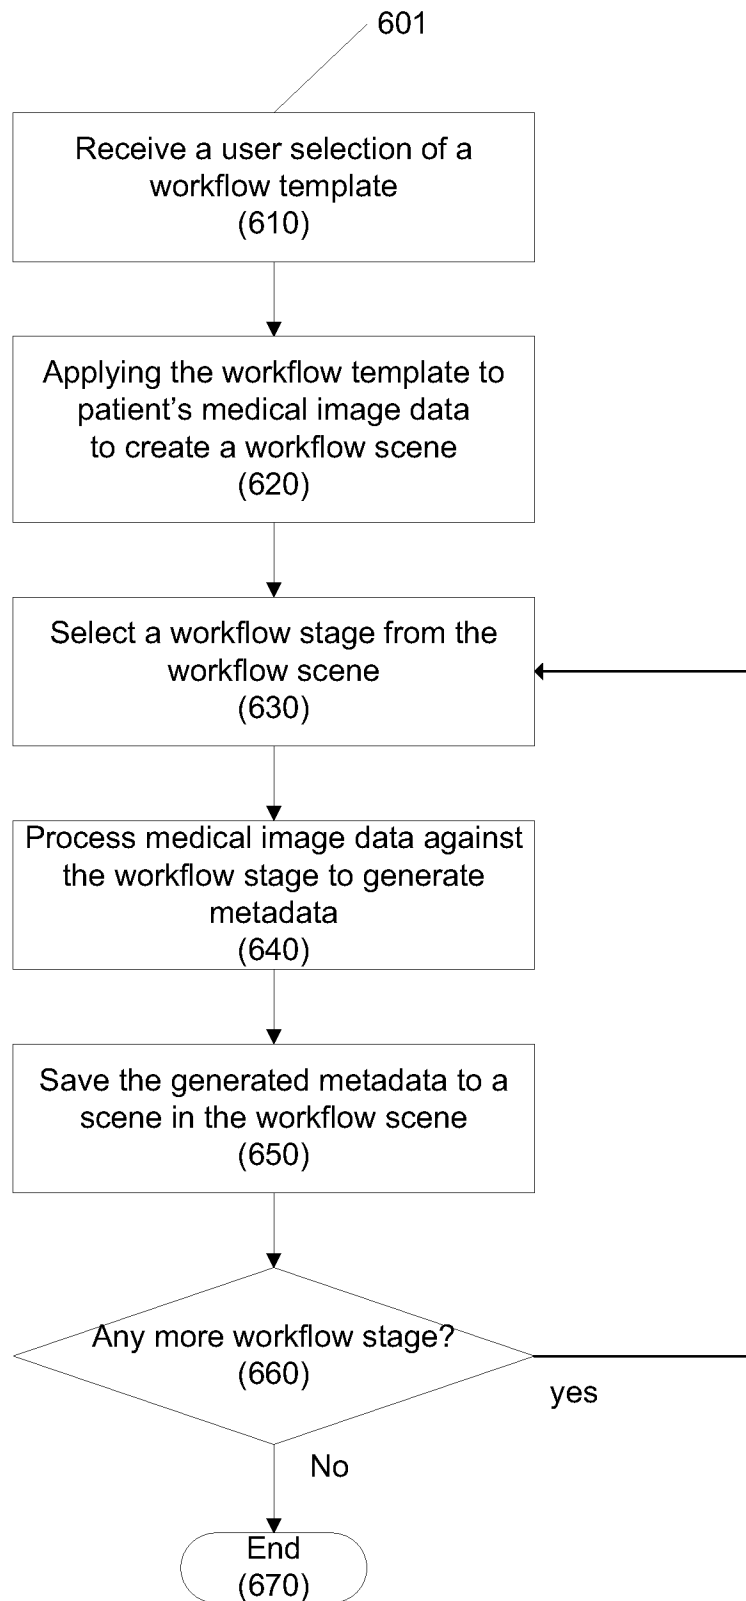 601
Receive a user selection of a
workflow template
(610)
Applying the workflow template to
patient's medical image data
to create a workflow scene
(620)
Select a workflow stage from the
workflow scene
(630)
Process medical image data against
the workflow stage to generate
metadata
(640)
Save the generated metadata to a
scene in the workflow scene
(650)
Any more workflow stage?
(660)
yes
No
End
(670)